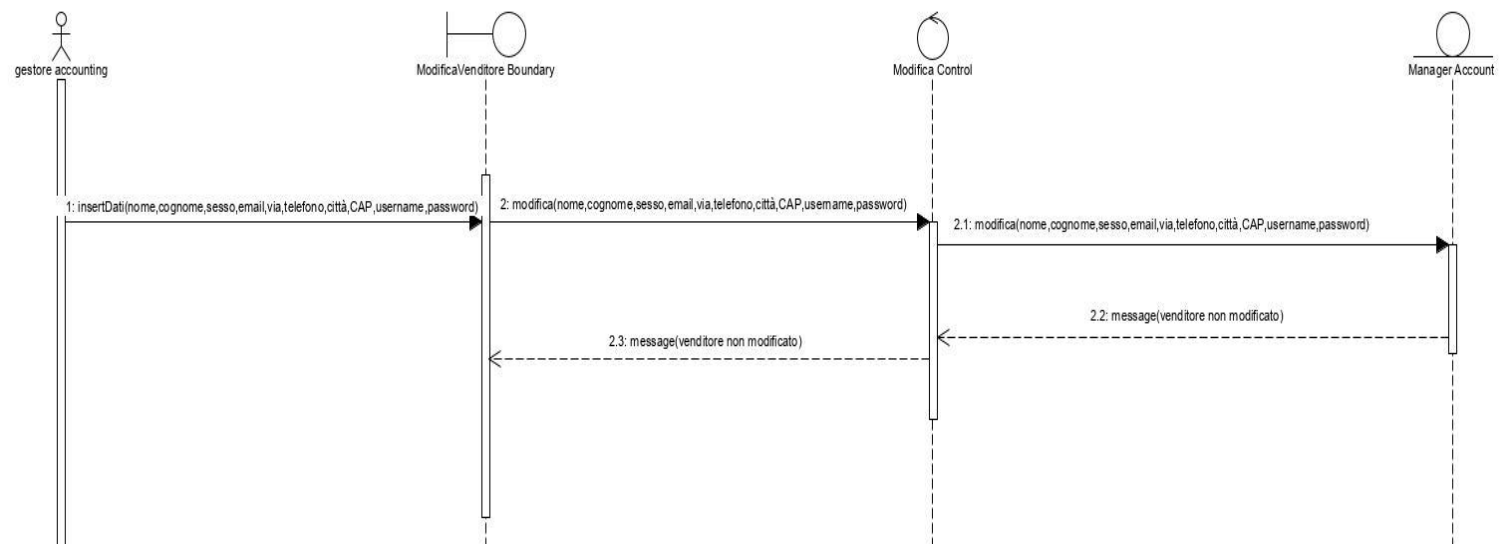 gestore accounting
ModificaVenditore Boundary
Modifica Control
Manager Account
1: insertDati(nome,cognome,sesso,email,via,telefono,città,CAP,username,password)
2: modifica(nome,cognome,sesso,email,via,telefono,città,CAP,username,password)
2.1: modifica(nome,cognome,sesso,email,via,telefono,città,CAP,username,password)
2.2: message(venditore non modificato)
2.3: message(venditore non modificato)